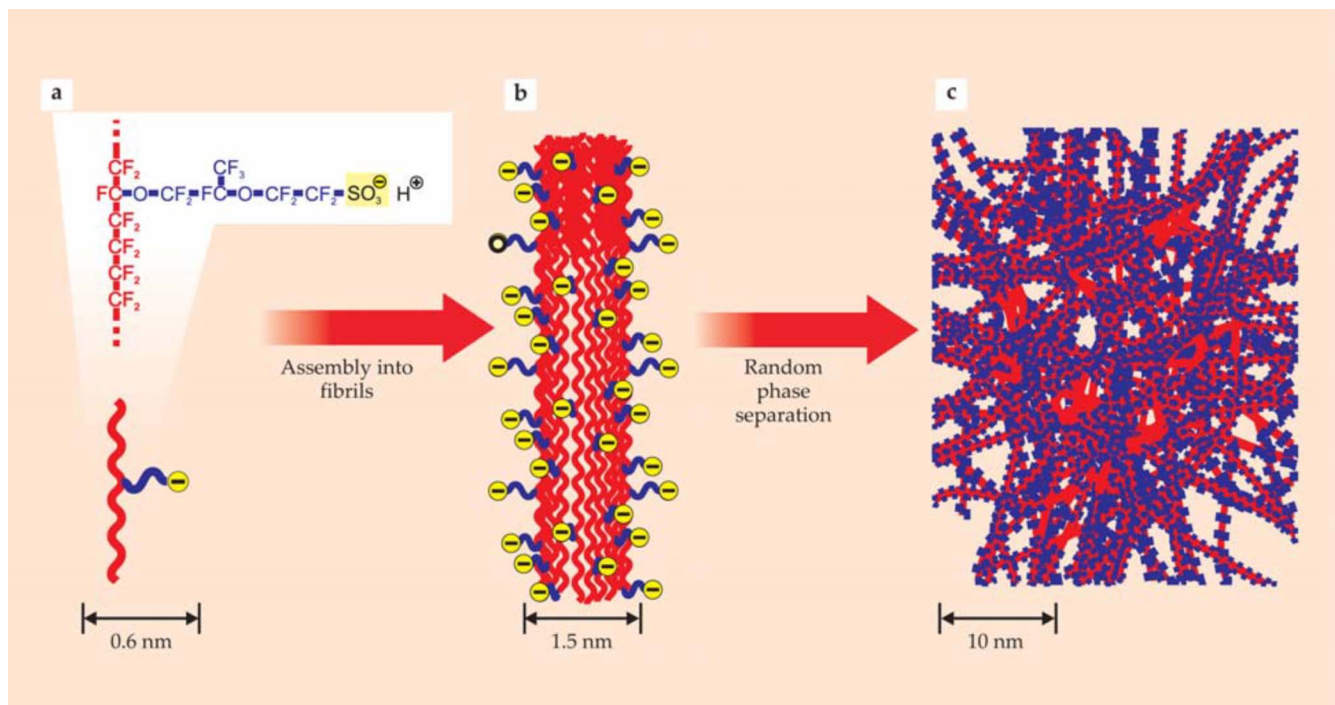 a
CF₂
FC–O–CF₂–FC–O–CF₂–CF₂–SO₃⊖ H⊕
CF₃
CF₂
CF₂
CF₂
CF₂
0.6 nm
Assembly into
fibrils
b
1.5 nm
Random
phase
separation
c
10 nm